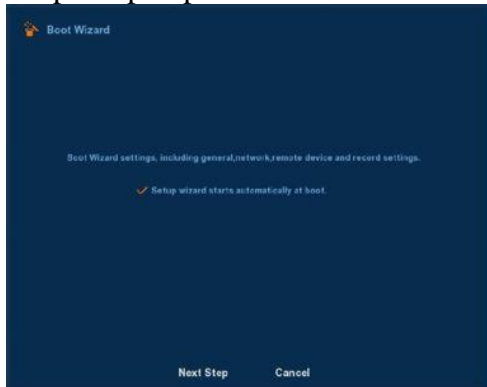 Boot Wizard
Boot Wizard settings, including general,network,remote device and record settings.
Setup wizard starts automatically at boot.
Next Step Cancel